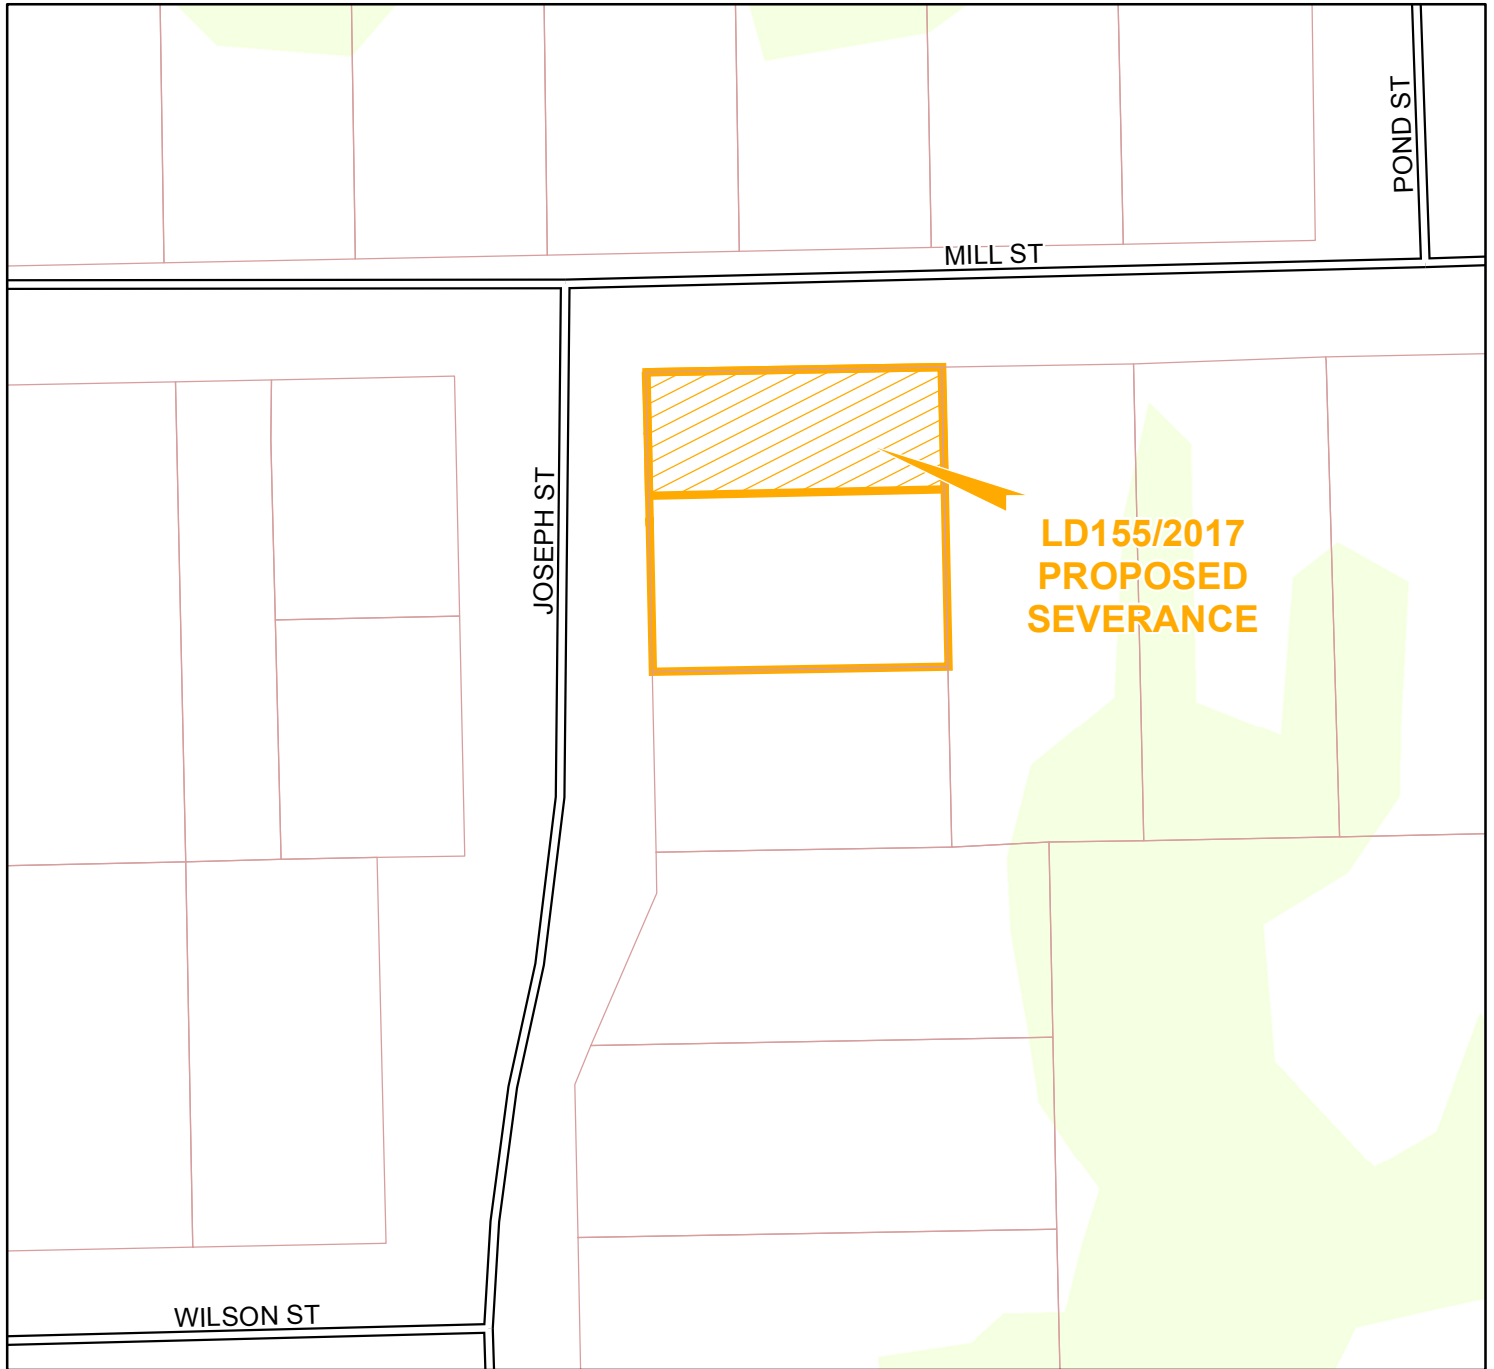 POND ST
MILL ST
JOSEPH ST
LD155/2017
PROPOSED
SEVERANCE
WILSON ST